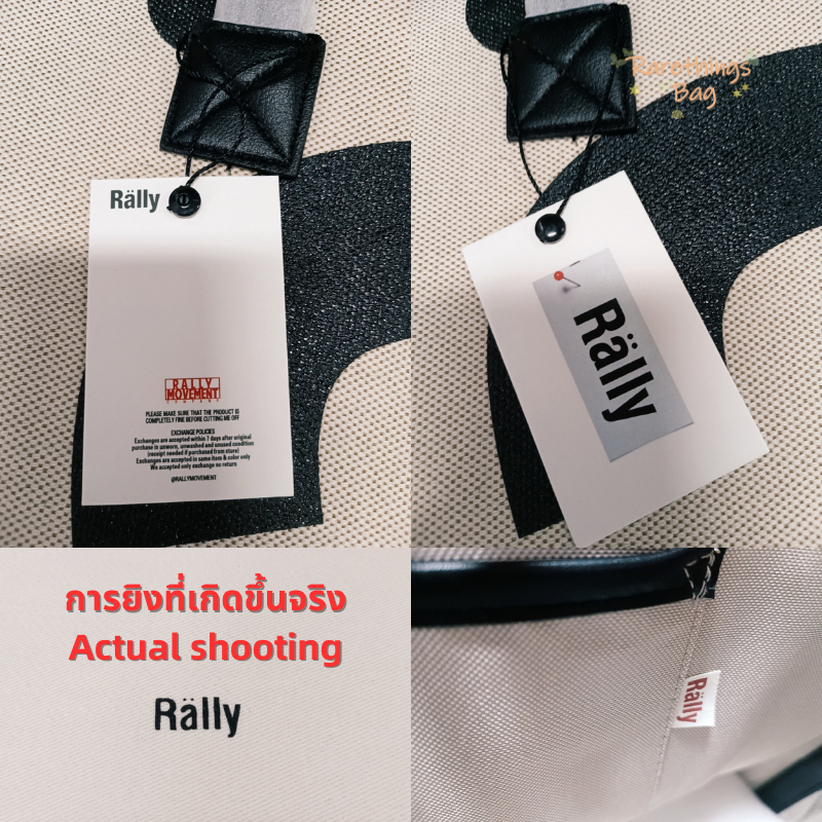 Rälly
RALLY
MOVEMENT
COMPANY
PLEASE MAKE SURE THAT THE PRODUCT IS
COMPLETELY FINE BEFORE CUTTING ME OFF
EXCHANGE POLICIES
Exchanges are accepted within 7 days after original
purchase in unworn, unwashed and unused condition
(receipt needed if purchased from store)
Exchanges are accepted in same item & color only
We accepted only exchange no return
@RALLYMOVEMENT
RareThings
Bag
Rälly
การยิงที่เกิดขึ้นจริง
Actual shooting
Rälly
Rälly